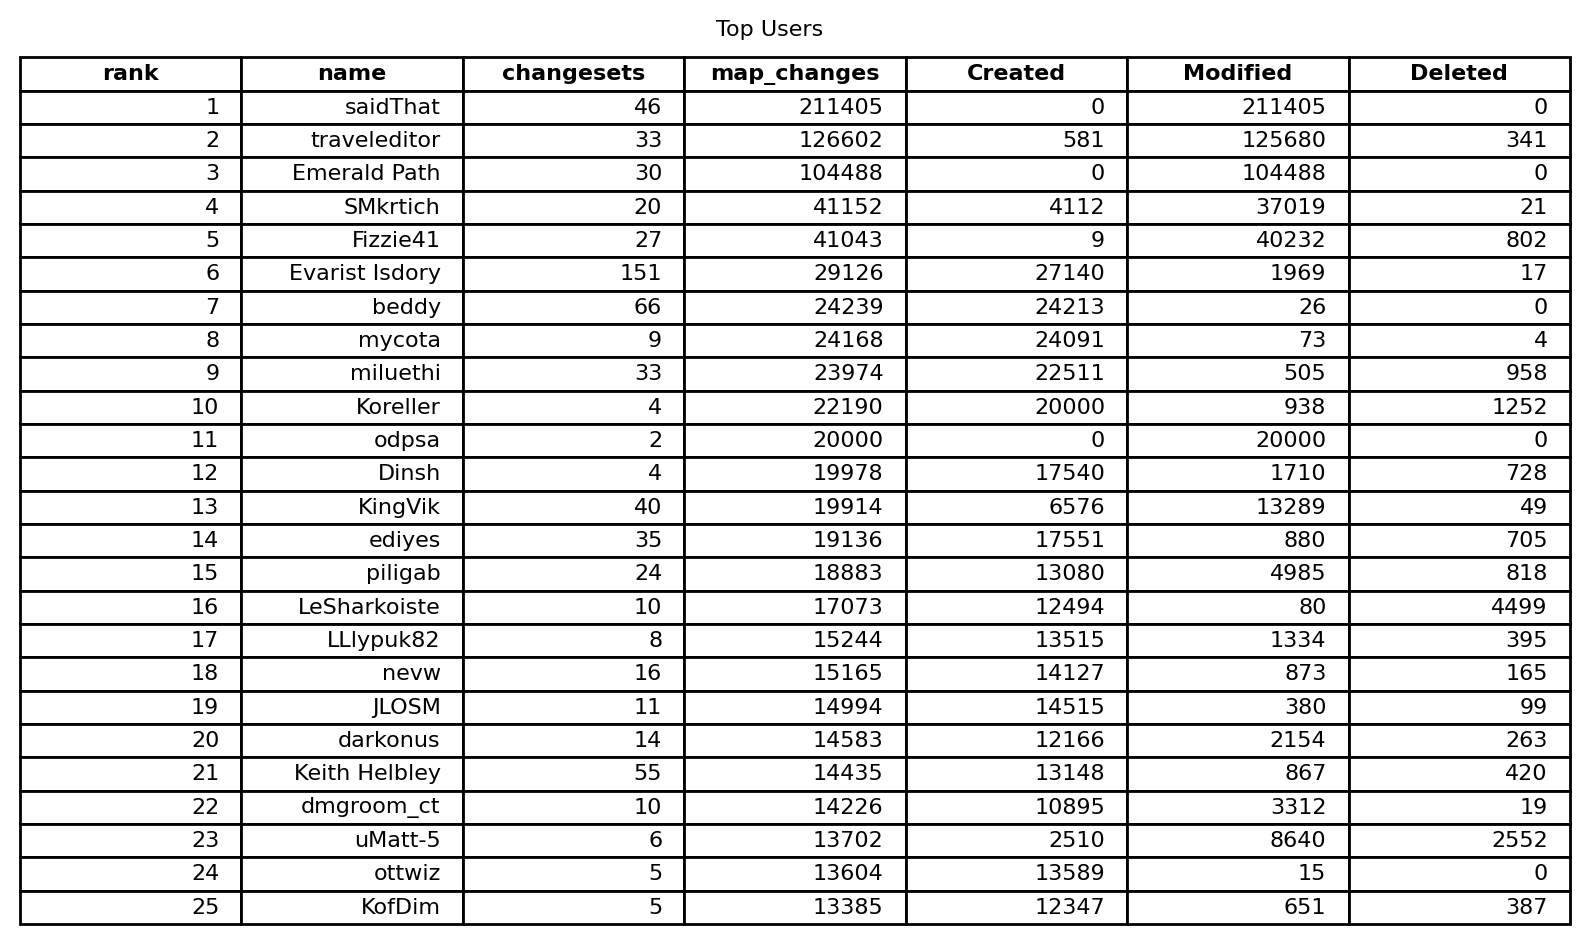 Top Users
rank name changesets map_changes Created Modified Deleted
1 saidThat 46 211405 0 211405 0
2 traveleditor 33 126602 581 125680 341
3 Emerald Path 30 104488 0 104488 0
4 SMkrtich 20 41152 4112 37019 21
5 Fizzie41 27 41043 9 40232 802
6 Evarist Isdory 151 29126 27140 1969 17
7 beddy 66 24239 24213 26 0
8 mycota 9 24168 24091 73 4
9 miluethi 33 23974 22511 505 958
10 Koreller 4 22190 20000 938 1252
11 odpsa 2 20000 0 20000 0
12 Dinsh 4 19978 17540 1710 728
13 KingVik 40 19914 6576 13289 49
14 ediyes 35 19136 17551 880 705
15 piligab 24 18883 13080 4985 818
16 LeSharkoiste 10 17073 12494 80 4499
17 LLlypuk82 8 15244 13515 1334 395
18 nevw 16 15165 14127 873 165
19 JLOSM 11 14994 14515 380 99
20 darkonus 14 14583 12166 2154 263
21 Keith Helbley 55 14435 13148 867 420
22 dmgroom_ct 10 14226 10895 3312 19
23 uMatt-5 6 13702 2510 8640 2552
24 ottwiz 5 13604 13589 15 0
25 KofDim 5 13385 12347 651 387